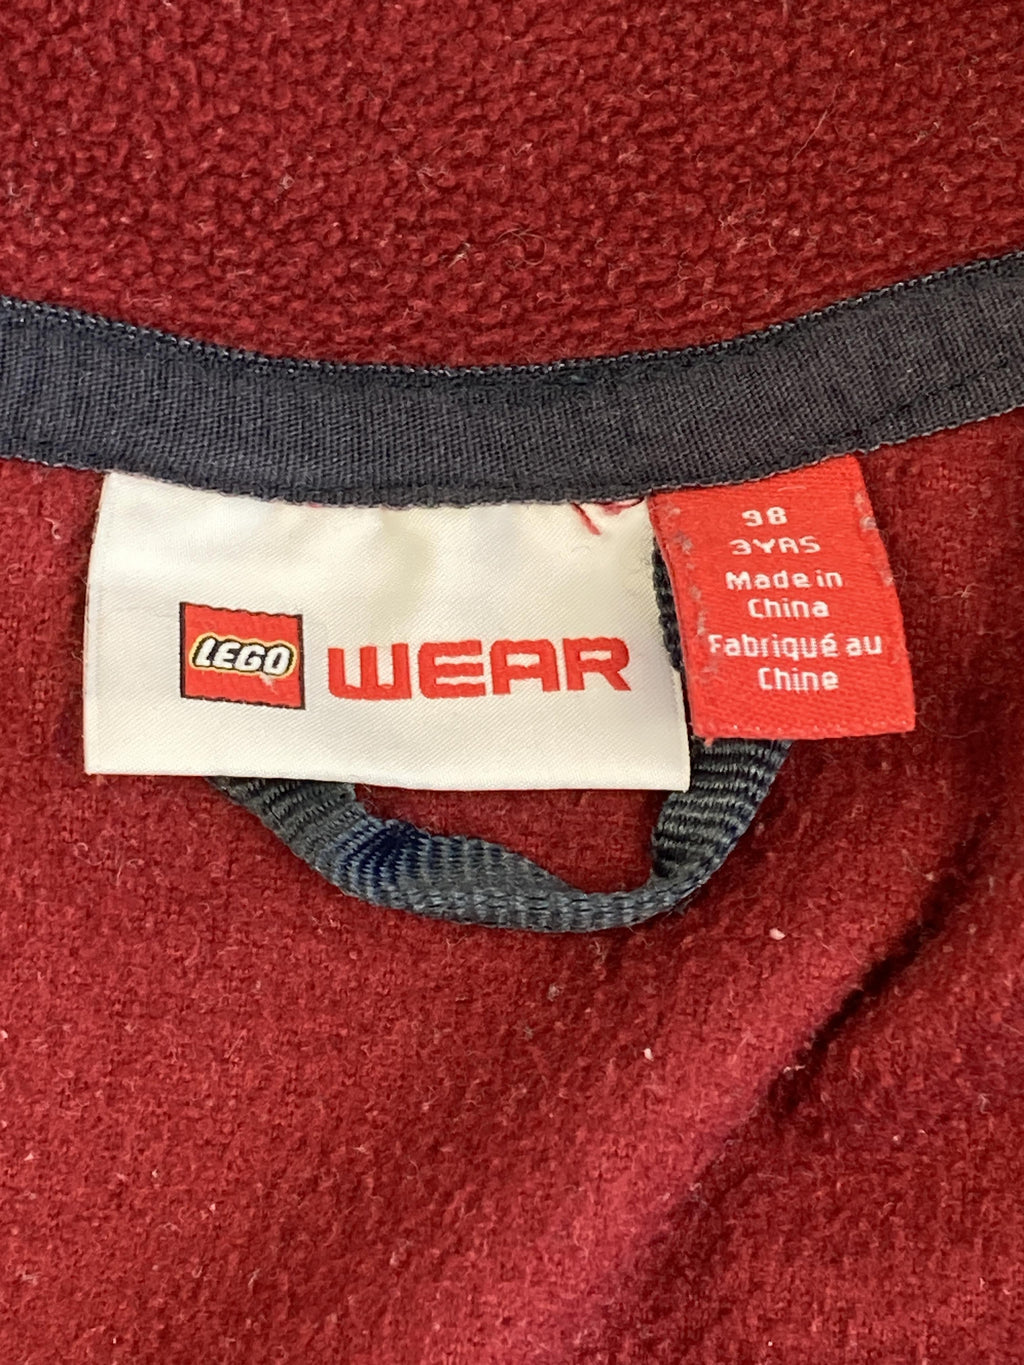 LEGO WEAR
98
3YRS
Made in
China
Fabriqué au
Chine